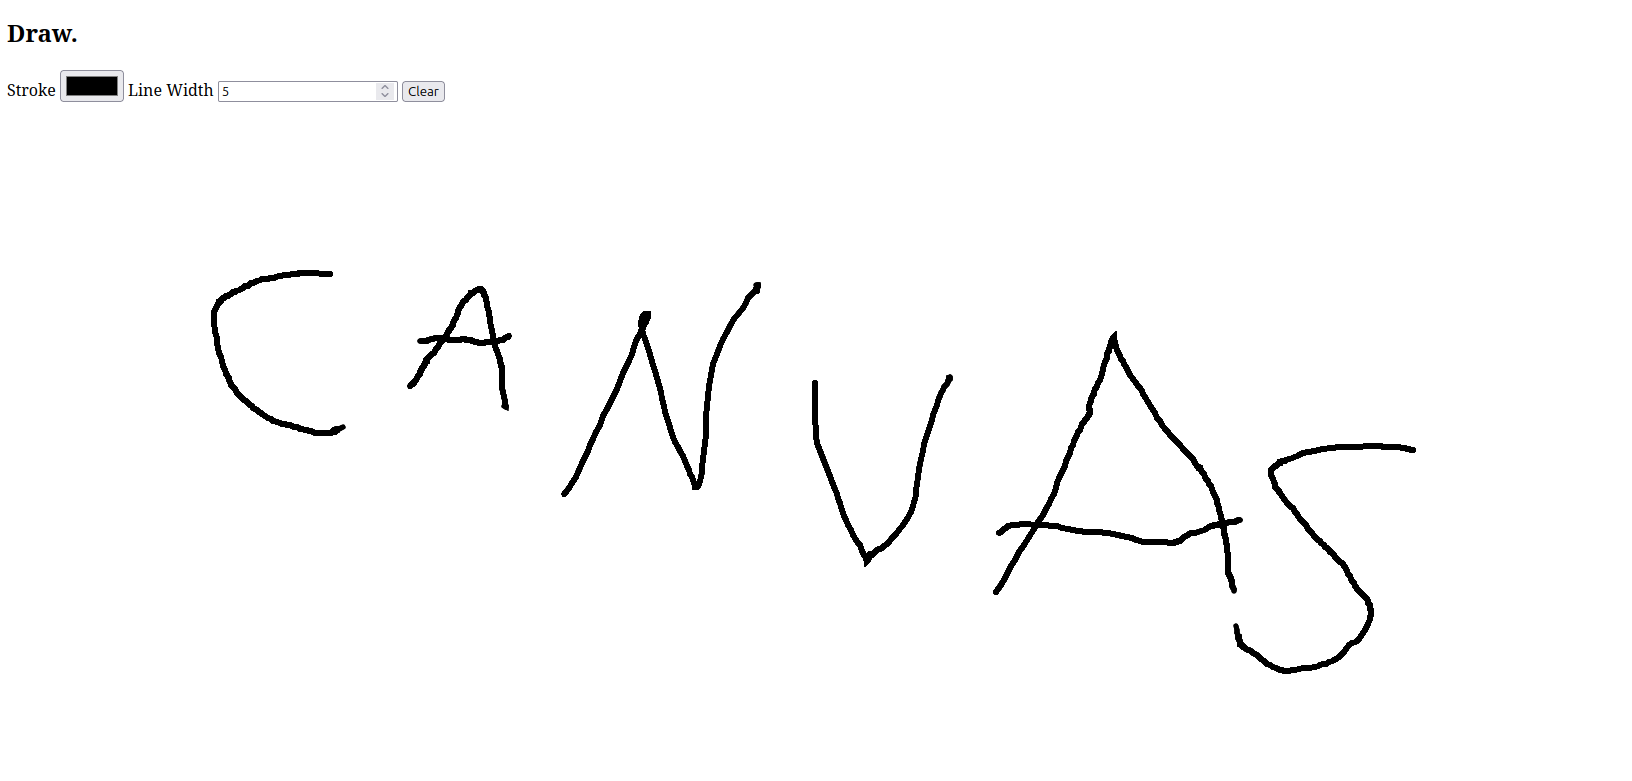 Draw.
Stroke Line Width 5 Clear
CANVAS